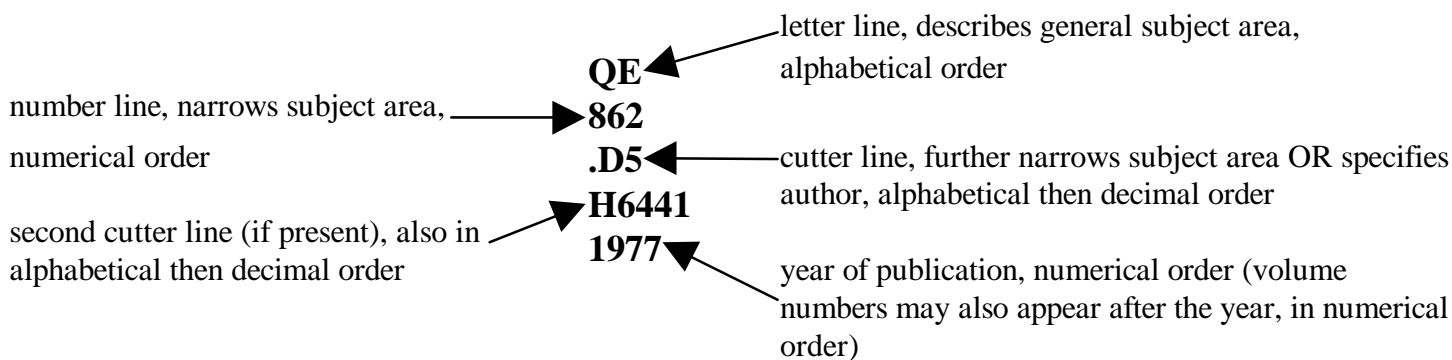 letter line, describes general subject area,
alphabetical order
QE
number line, narrows subject area,
numerical order
862
.D5
cutter line, further narrows subject area OR specifies
author, alphabetical then decimal order
H6441
second cutter line (if present), also in
alphabetical then decimal order
1977
year of publication, numerical order (volume
numbers may also appear after the year, in numerical
order)